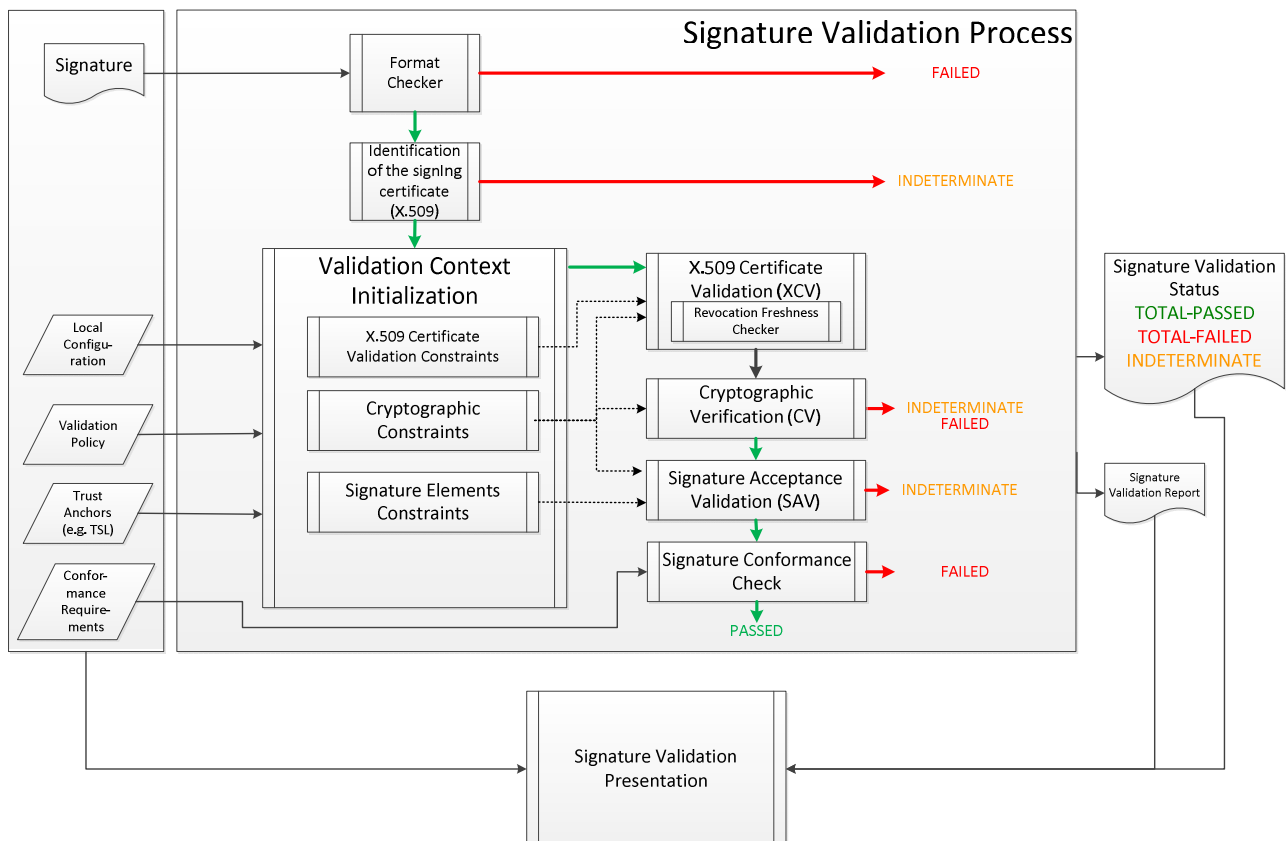 Signature Validation Process
Signature
Format
Checker
FAILED
Identification
of the signIng
certificate
(X.509)
INDETERMINATE
Validation Context
Initialization
X.509 Certificate
Validation Constraints
Cryptographic
Constraints
Signature Elements
Constraints
Local
Configu-
ration
Validation
Policy
Trust
Anchors
(e.g. TSL)
Confor-
mance
Require-
ments
X.509 Certificate
Validation (XCV)
Revocation Freshness
Checker
Cryptographic
Verification (CV)
INDETERMINATE
FAILED
Signature Acceptance
Validation (SAV)
INDETERMINATE
Signature Conformance
Check
FAILED
PASSED
Signature Validation
Status
TOTAL-PASSED
TOTAL-FAILED
INDETERMINATE
Signature
Validation Report
Signature Validation
Presentation